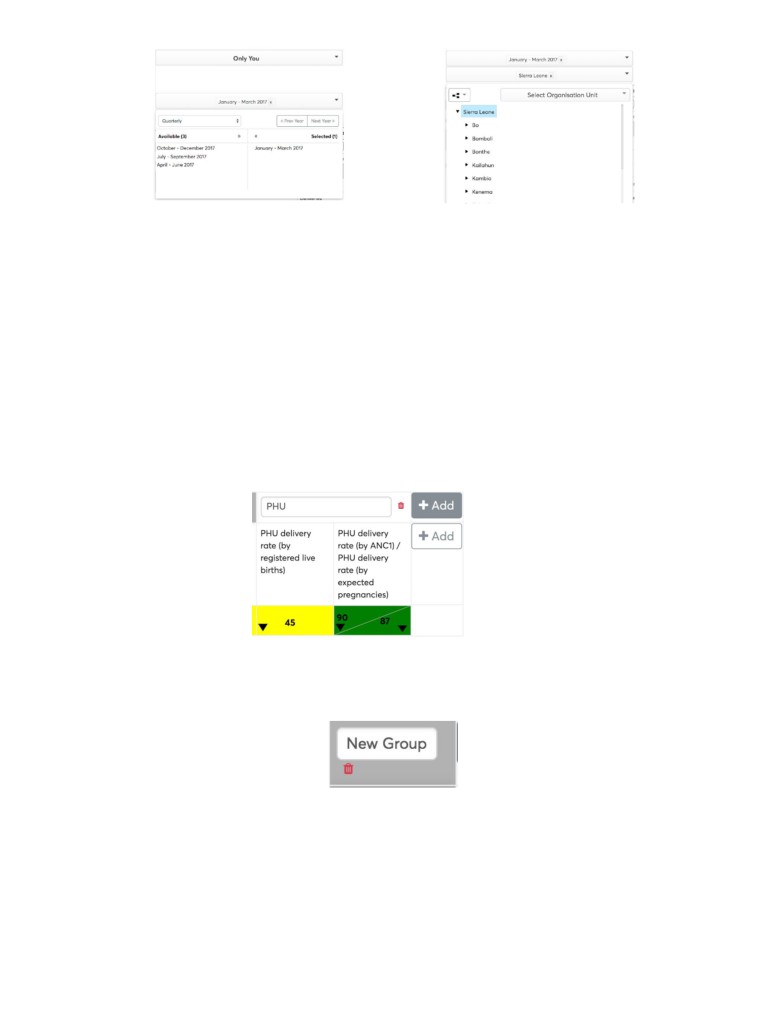 Only You
January - March 2017 x
Quarterly
< Prev Year Next Year >
Available (3) » « Selected (1)
October - December 2017 January - March 2017
July - September 2017
April - June 2017
January - March 2017 x
Sierra Leone x
Select Organisation Unit
Sierra Leone
Bo
Bombali
Bonthe
Kailahun
Kambia
Kenema
PHU + Add
PHU delivery
rate (by
registered live
births)
PHU delivery
rate (by ANC1) /
PHU delivery
rate (by
expected
pregnancies)
+ Add
45 90 87
New Group